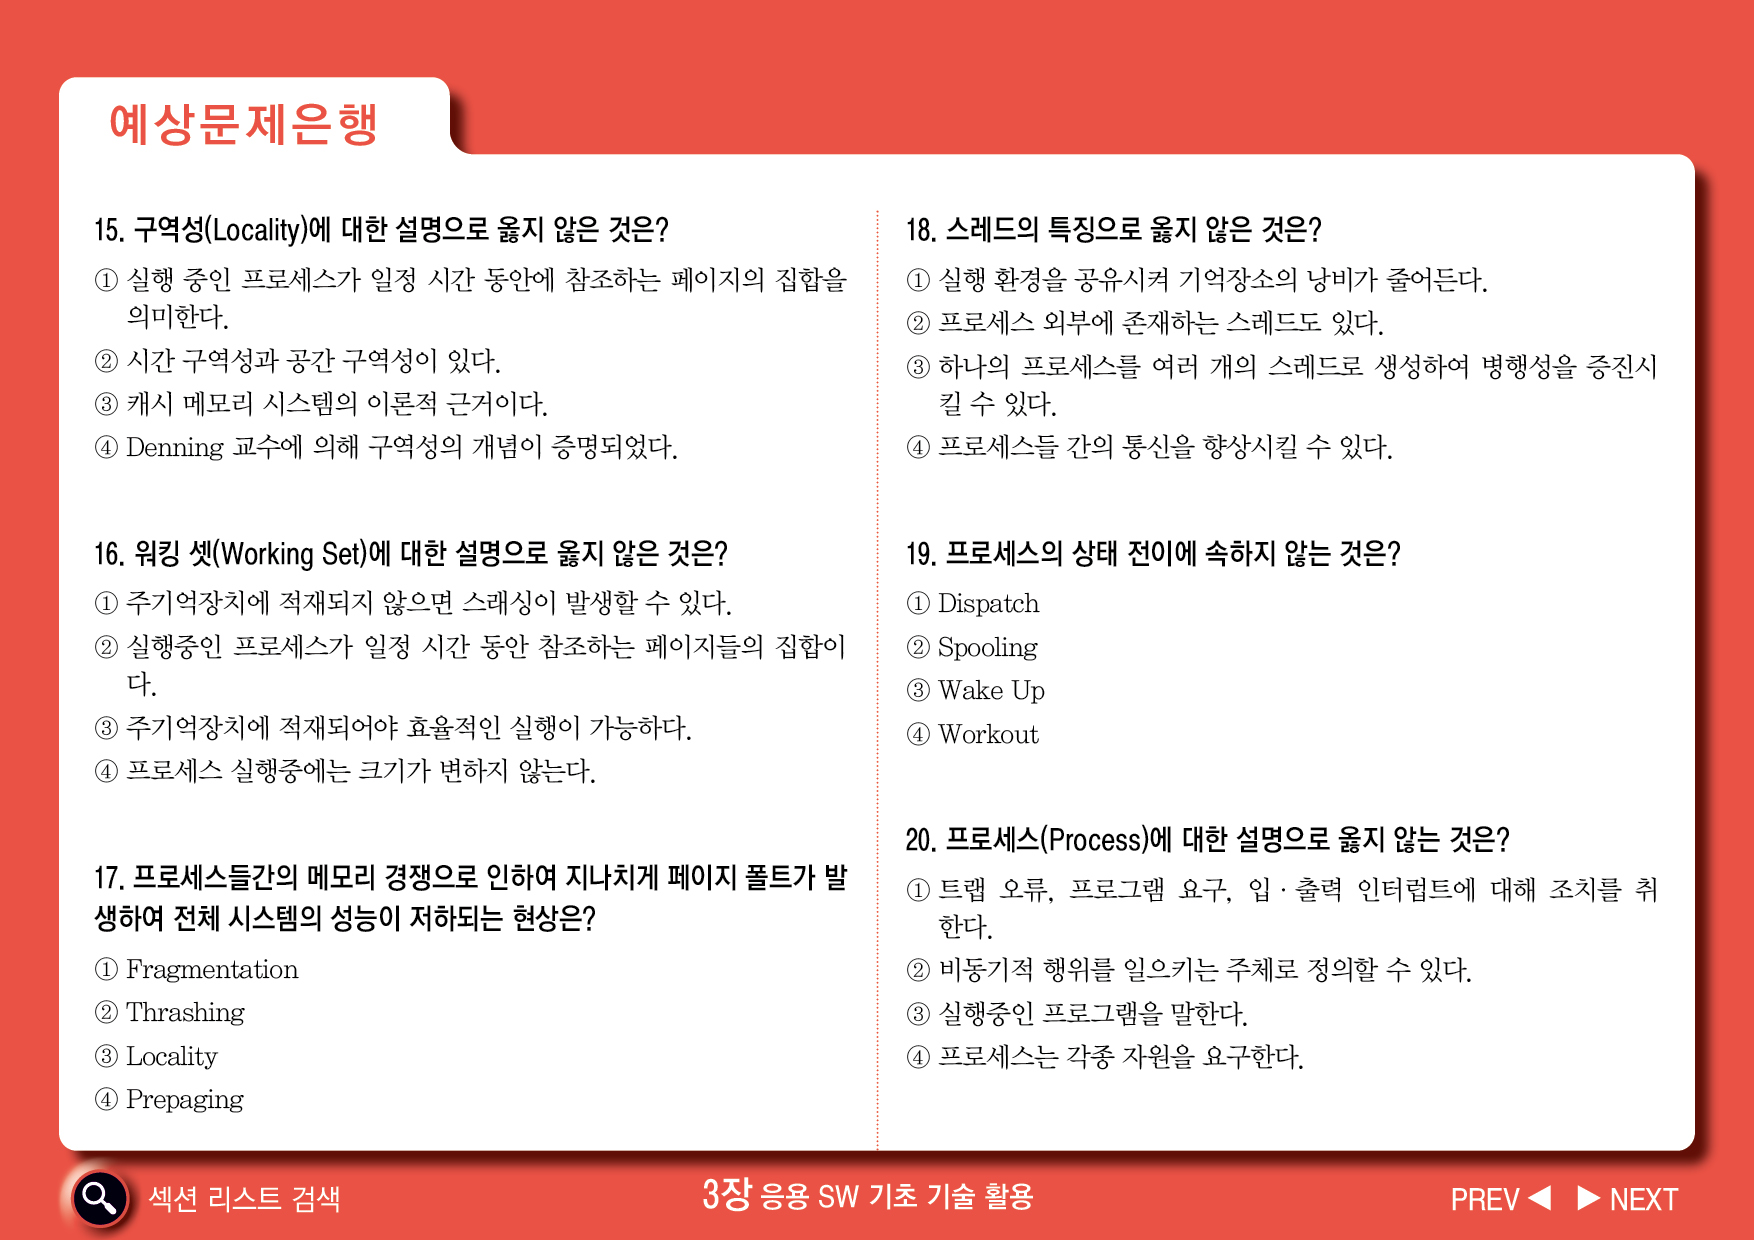 예상문제은행
15. 구역성(Locality)에 대한 설명으로 옳지 않은 것은?
① 실행 중인 프로세스가 일정 시간 동안에 참조하는 페이지의 집합을
의미한다.
② 시간 구역성과 공간 구역성이 있다.
③ 캐시 메모리 시스템의 이론적 근거이다.
④ Denning 교수에 의해 구역성의 개념이 증명되었다.
16. 워킹 셋(Working Set)에 대한 설명으로 옳지 않은 것은?
① 주기억장치에 적재되지 않으면 스래싱이 발생할 수 있다.
② 실행중인 프로세스가 일정 시간 동안 참조하는 페이지들의 집합이
다.
③ 주기억장치에 적재되어야 효율적인 실행이 가능하다.
④ 프로세스 실행중에는 크기가 변하지 않는다.
17. 프로세스들간의 메모리 경쟁으로 인하여 지나치게 페이지 폴트가 발
생하여 전체 시스템의 성능이 저하되는 현상은?
① Fragmentation
② Thrashing
③ Locality
④ Prepaging
18. 스레드의 특징으로 옳지 않은 것은?
① 실행 환경을 공유시켜 기억장소의 낭비가 줄어든다.
② 프로세스 외부에 존재하는 스레드도 있다.
③ 하나의 프로세스를 여러 개의 스레드로 생성하여 병행성을 증진시
킬 수 있다.
④ 프로세스들 간의 통신을 향상시킬 수 있다.
19. 프로세스의 상태 전이에 속하지 않는 것은?
① Dispatch
② Spooling
③ Wake Up
④ Workout
20. 프로세스(Process)에 대한 설명으로 옳지 않는 것은?
① 트랩 오류, 프로그램 요구, 입 · 출력 인터럽트에 대해 조치를 취
한다.
② 비동기적 행위를 일으키는 주체로 정의할 수 있다.
③ 실행중인 프로그램을 말한다.
④ 프로세스는 각종 자원을 요구한다.
섹션 리스트 검색
3장 응용 SW 기초 기술 활용
PREV ◀ ▶ NEXT